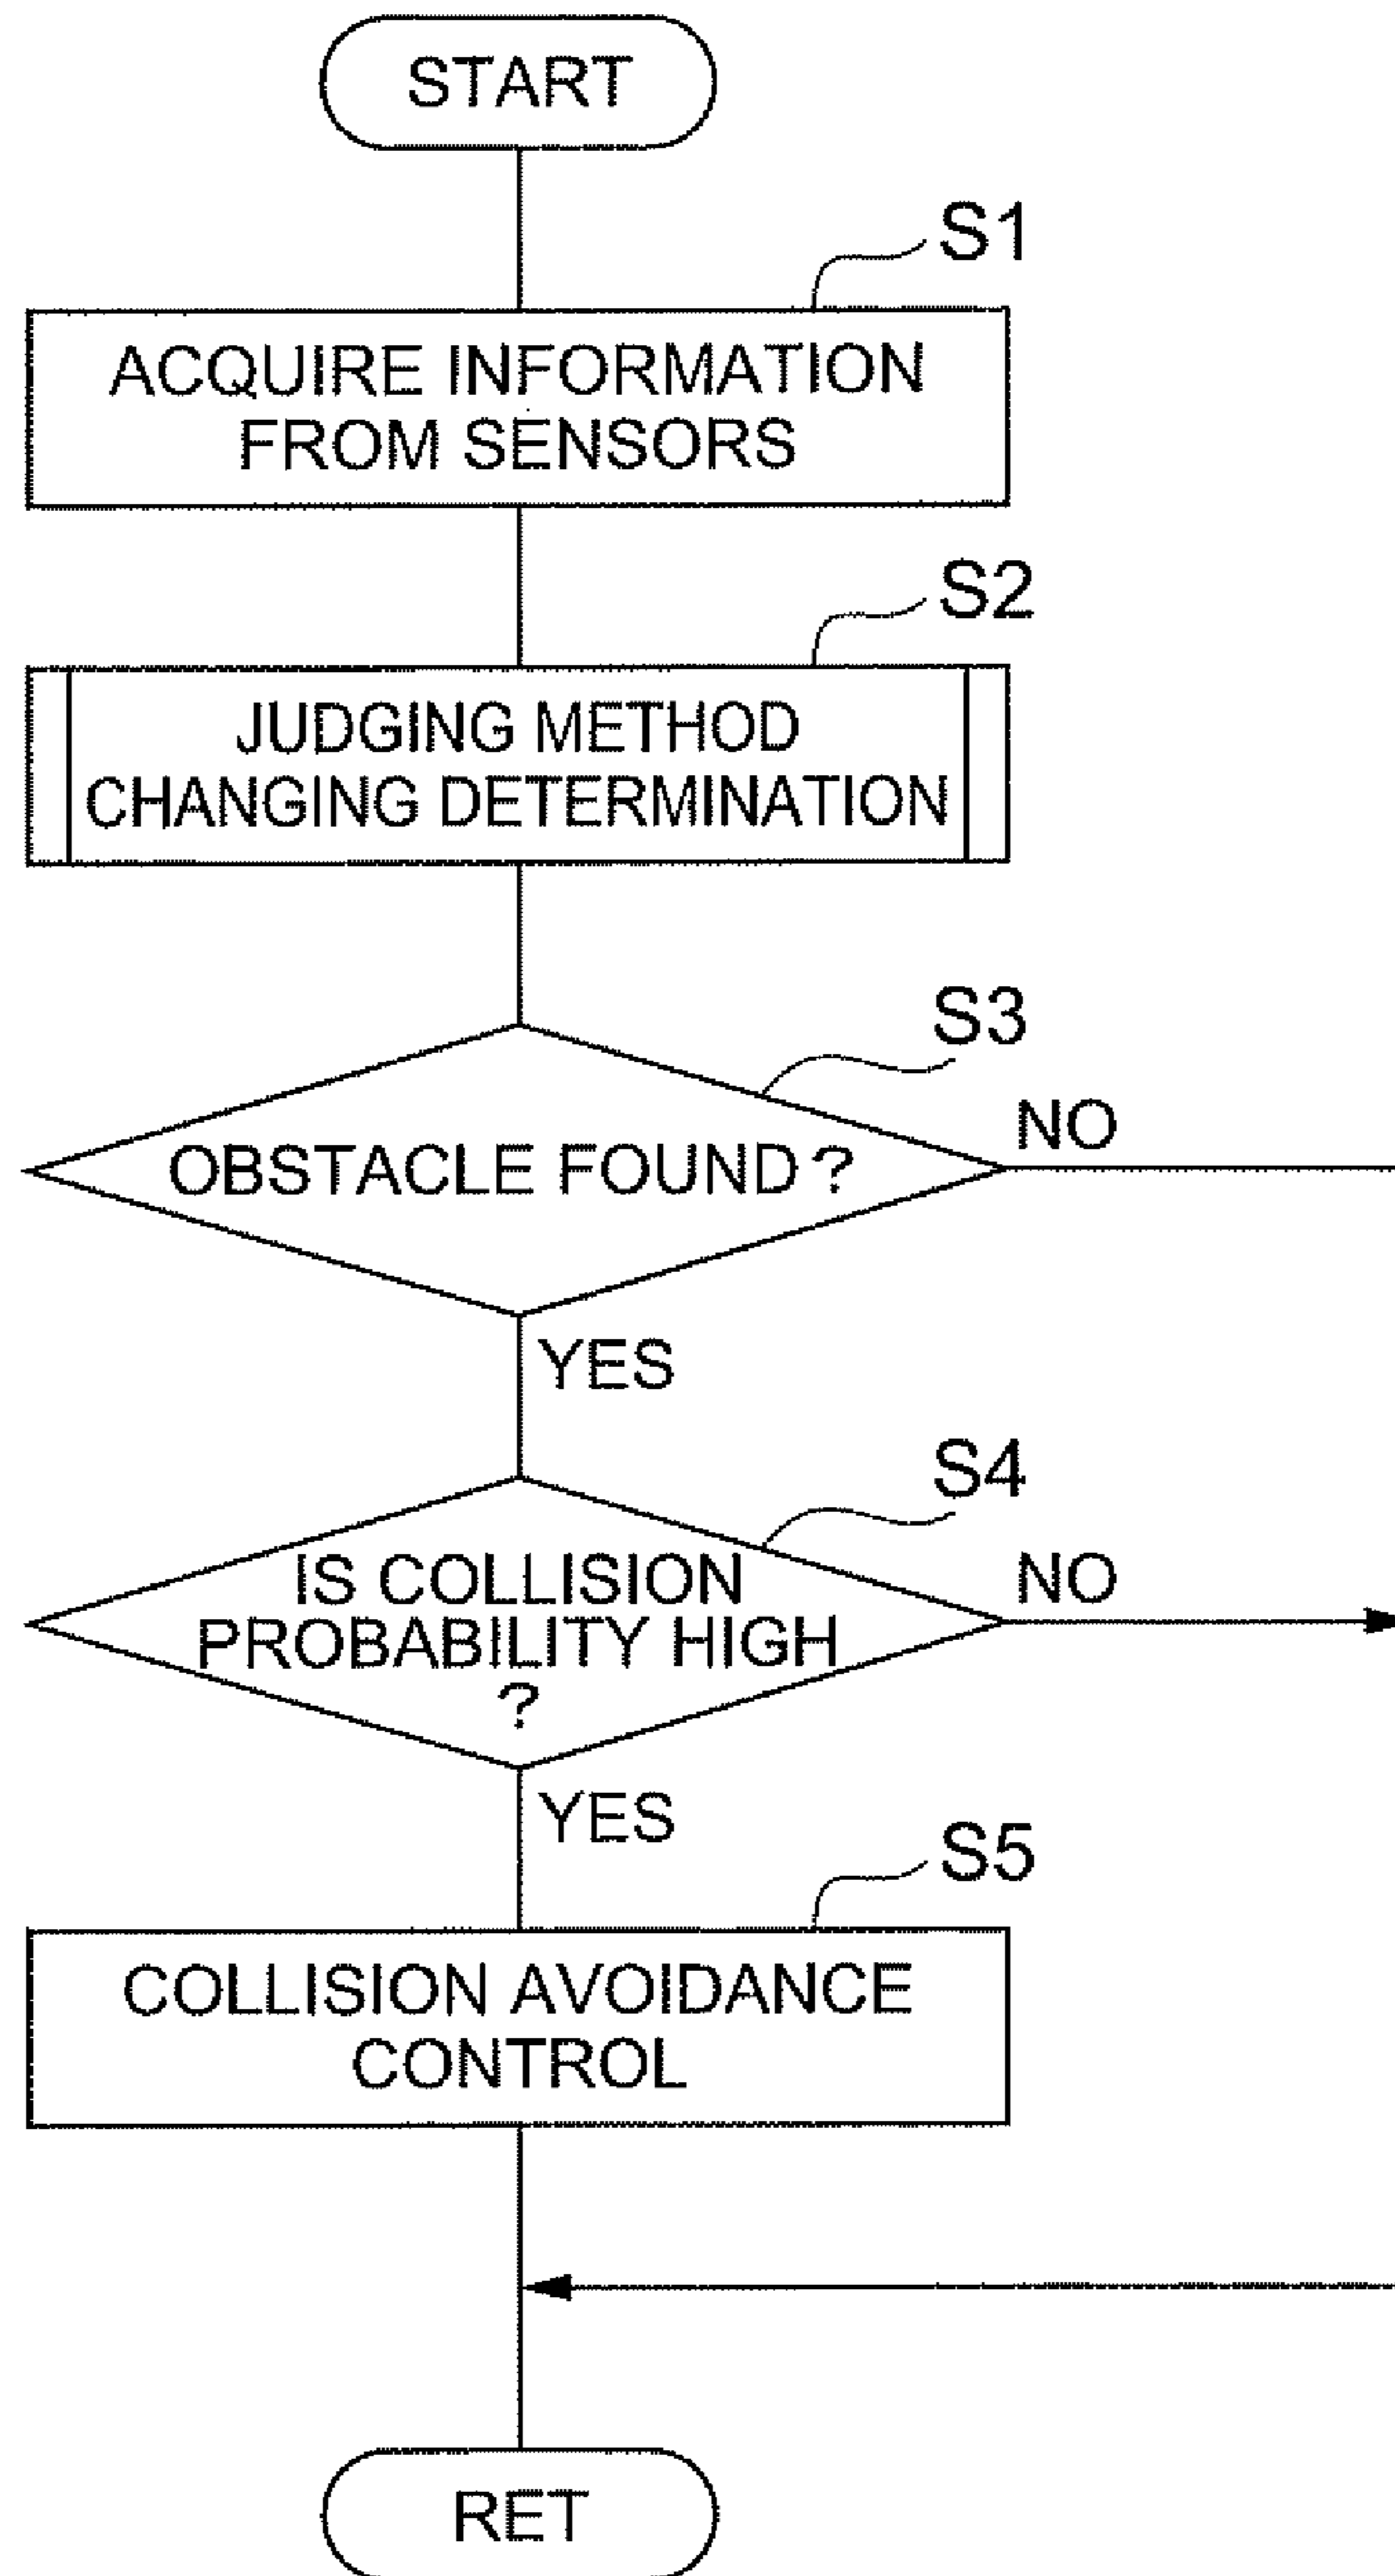 START
S1
ACQUIRE INFORMATION
FROM SENSORS
S2
JUDGING METHOD
CHANGING DETERMINATION
S3
OBSTACLE FOUND ?
NO
YES
S4
IS COLLISION
PROBABILITY HIGH
?
NO
YES
S5
COLLISION AVOIDANCE
CONTROL
RET